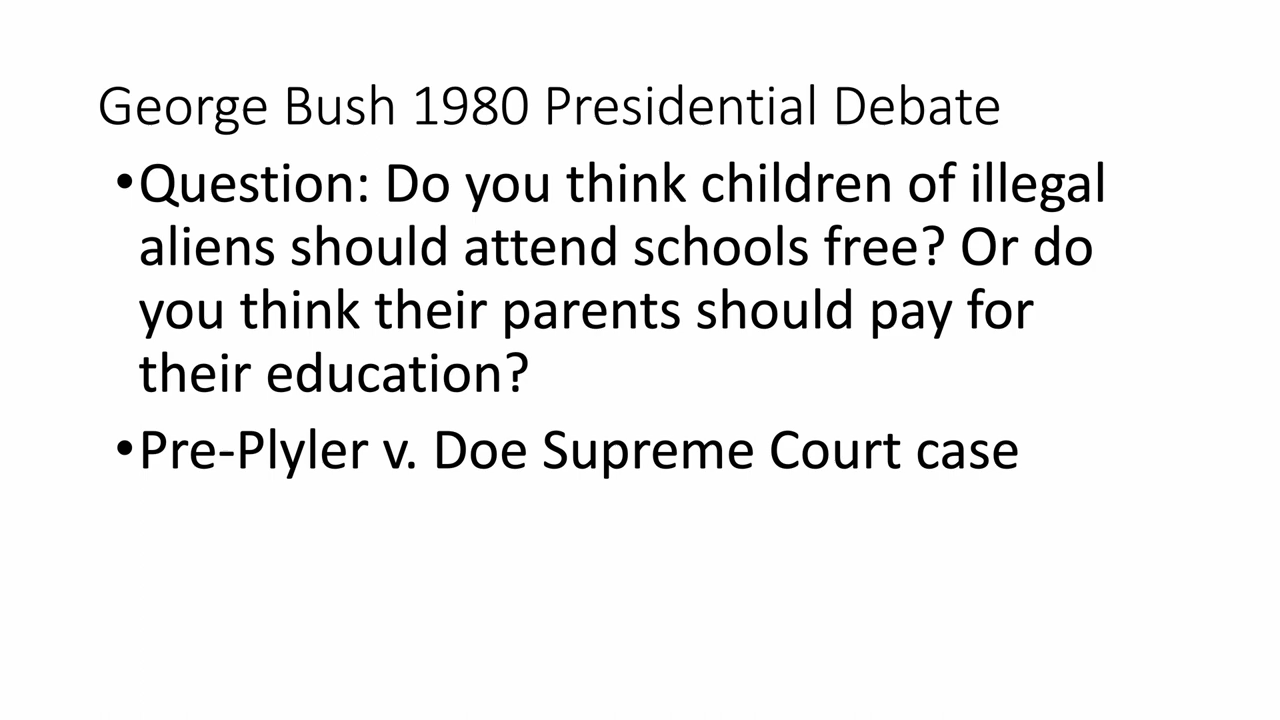 George Bush 1980 Presidential Debate
•Question: Do you think children of illegal
aliens should attend schools free? Or do
you think their parents should pay for
their education?
•Pre-Plyler v. Doe Supreme Court case